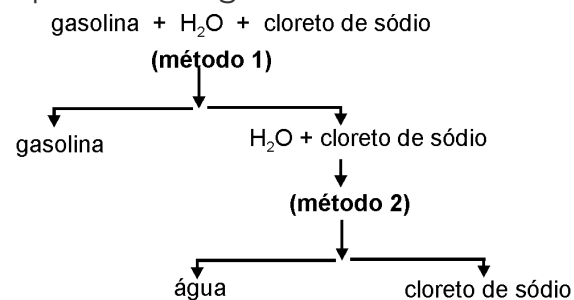 gasolina + H₂O + cloreto de sódio
(método 1)
gasolina
H₂O + cloreto de sódio
(método 2)
água
cloreto de sódio